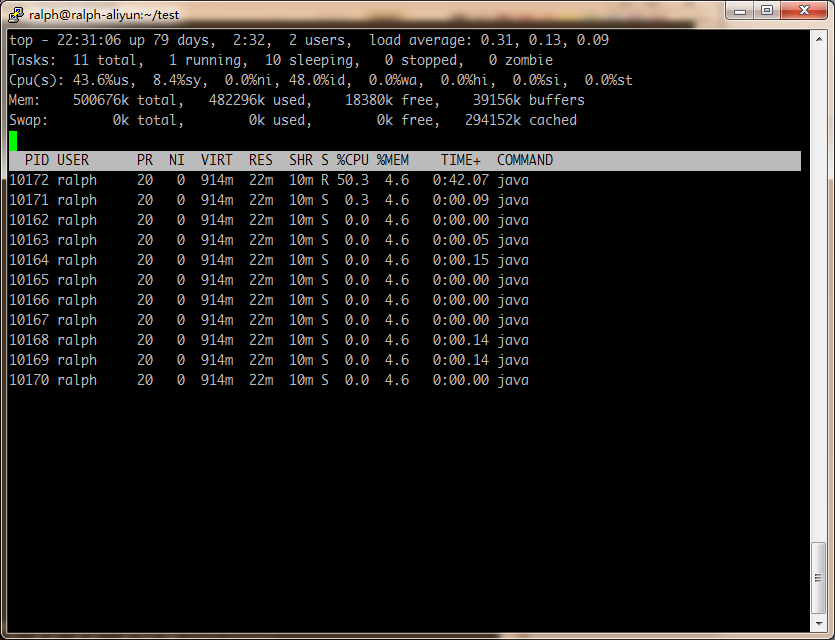 ralph@ralph-aliyun:~/test
top - 22:31:06 up 79 days,  2:32,  2 users,  load average: 0.31, 0.13, 0.09
Tasks:  11 total,   1 running,  10 sleeping,   0 stopped,   0 zombie
Cpu(s): 43.6%us,  8.4%sy,  0.0%ni, 48.0%id,  0.0%wa,  0.0%hi,  0.0%si,  0.0%st
Mem:    500676k total,   482296k used,    18380k free,    39156k buffers
Swap:        0k total,        0k used,        0k free,   294152k cached
  PID USER      PR  NI  VIRT  RES  SHR S %CPU %MEM    TIME+  COMMAND
10172 ralph     20   0  914m  22m  10m R 50.3  4.6   0:42.07 java
10171 ralph     20   0  914m  22m  10m S  0.3  4.6   0:00.09 java
10162 ralph     20   0  914m  22m  10m S  0.0  4.6   0:00.00 java
10163 ralph     20   0  914m  22m  10m S  0.0  4.6   0:00.05 java
10164 ralph     20   0  914m  22m  10m S  0.0  4.6   0:00.15 java
10165 ralph     20   0  914m  22m  10m S  0.0  4.6   0:00.00 java
10166 ralph     20   0  914m  22m  10m S  0.0  4.6   0:00.00 java
10167 ralph     20   0  914m  22m  10m S  0.0  4.6   0:00.00 java
10168 ralph     20   0  914m  22m  10m S  0.0  4.6   0:00.14 java
10169 ralph     20   0  914m  22m  10m S  0.0  4.6   0:00.14 java
10170 ralph     20   0  914m  22m  10m S  0.0  4.6   0:00.00 java